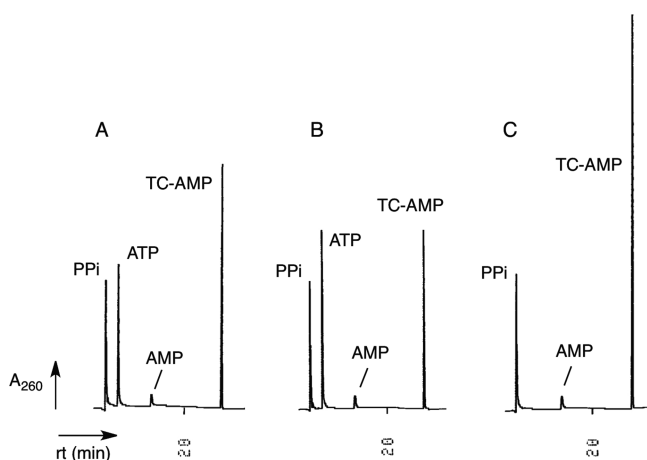 A
B
C
TC-AMP
ATP
PPi
AMP
TC-AMP
ATP
PPi
AMP
TC-AMP
PPi
AMP
A260
rt (min)
20
20
20